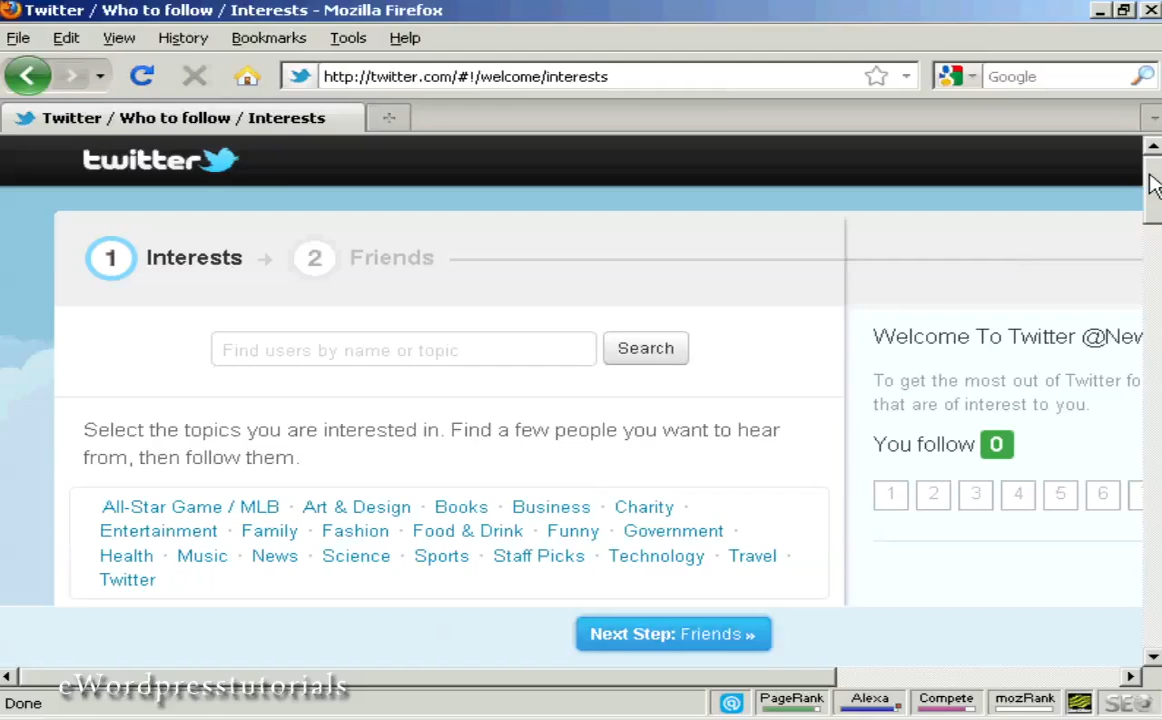 Twitter / Who to follow / Interests - Mozilla Firefox
File Edit View History Bookmarks Tools Help
http://twitter.com/#!/welcome/interests
Google
Twitter / Who to follow / Interests
twitter
1 Interests 2 Friends
Find users by name or topic
Search
Select the topics you are interested in. Find a few people you want to hear
from, then follow them.
All-Star Game / MLB · Art & Design · Books · Business · Charity ·
Entertainment · Family · Fashion · Food & Drink · Funny · Government ·
Health · Music · News · Science · Sports · Staff Picks · Technology · Travel ·
Twitter
Welcome To Twitter @New
To get the most out of Twitter fo
that are of interest to you.
You follow 0
1 2 3 4 5 6
Next Step: Friends »
eWordpresstutorials
Done
PageRank Alexa Compete mozRank SEO